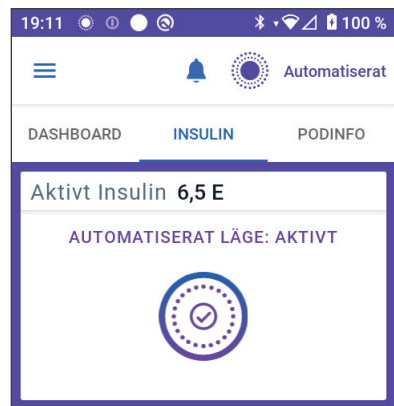 19:11 100 %
Automatiserat
DASHBOARD INSULIN PODINFO
Aktivt Insulin 6,5 E
AUTOMATISERAT LÄGE: AKTIVT